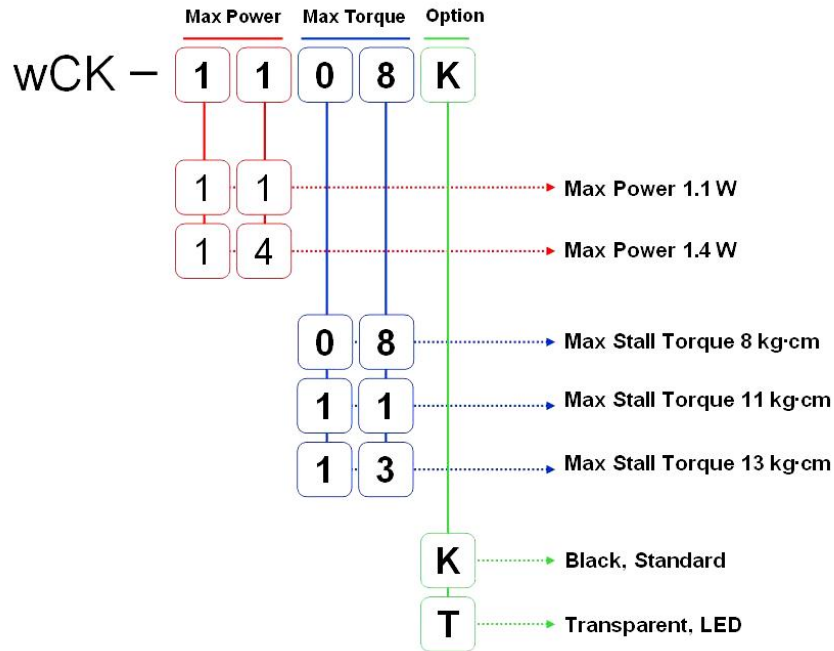 Max Power Max Torque Option
wCK – 1 1 0 8 K
1 1 Max Power 1.1 W
1 4 Max Power 1.4 W
0 8 Max Stall Torque 8 kg·cm
1 1 Max Stall Torque 11 kg·cm
1 3 Max Stall Torque 13 kg·cm
K Black, Standard
T Transparent, LED